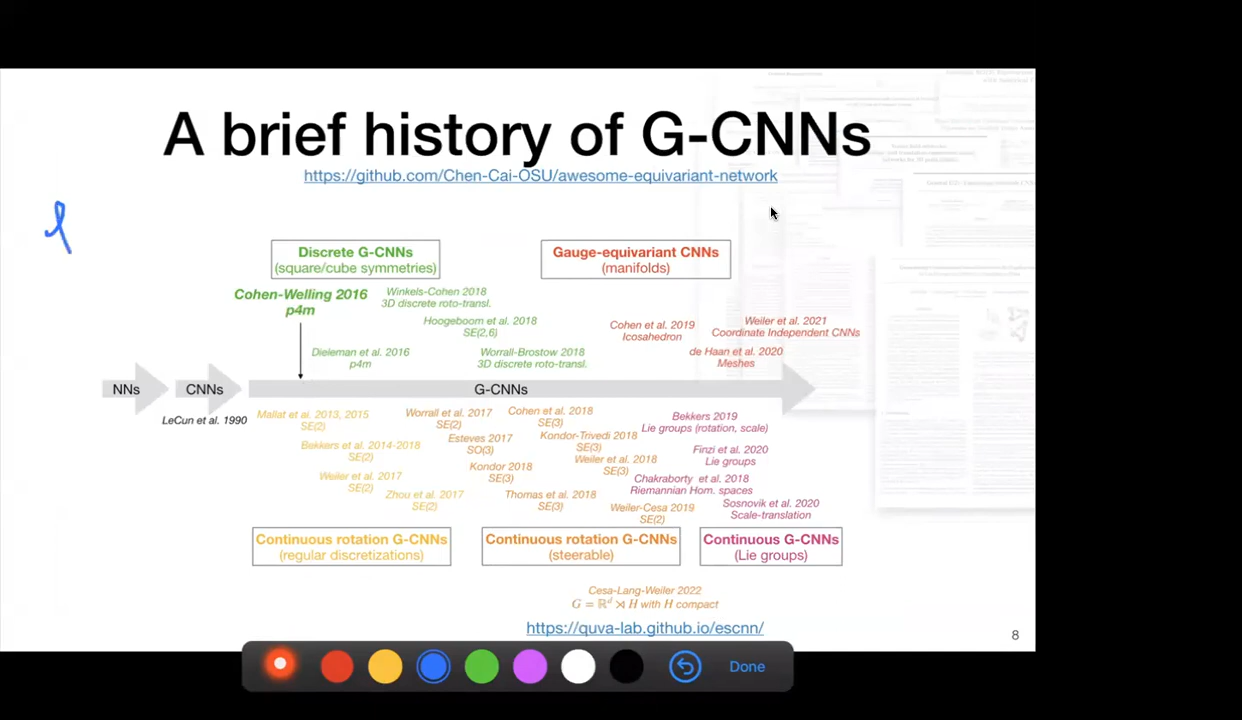 A brief history of G-CNNs
https://github.com/Chen-Cai-OSU/awesome-equivariant-network
Discrete G-CNNs
(square/cube symmetries)
Gauge-equivariant CNNs
(manifolds)
Cohen-Welling 2016
p4m
Winkels-Cohen 2018
3D discrete roto-transl.
Hoogeboom et al. 2018
SE(2,6)
Dieleman et al. 2016
p4m
Worrall-Brostow 2018
3D discrete roto-transl.
Cohen et al. 2019
Icosahedron
Weiler et al. 2021
Coordinate Independent CNNs
de Haan et al. 2020
Meshes
NNs
CNNs
G-CNNs
LeCun et al. 1990
Mallat et al. 2013, 2015
SE(2)
Bekkers et al. 2014-2018
SE(2)
Weiler et al. 2017
SE(2)
Zhou et al. 2017
SE(2)
Worrall et al. 2017
SE(2)
Esteves 2017
SO(3)
Kondor 2018
SE(3)
Thomas et al. 2018
SE(3)
Cohen et al. 2018
SE(3)
Kondor-Trivedi 2018
SE(3)
Weiler et al. 2018
SE(3)
Weiler-Cesa 2019
SE(2)
Bekkers 2019
Lie groups (rotation, scale)
Finzi et al. 2020
Lie groups
Chakraborty et al. 2018
Riemannian Hom. spaces
Sosnovik et al. 2020
Scale-translation
Continuous rotation G-CNNs
(regular discretizations)
Continuous rotation G-CNNs
(steerable)
Continuous G-CNNs
(Lie groups)
Cesa-Lang-Weiler 2022
G = ℝᵈ ⋊ H with H compact
https://quva-lab.github.io/escnn/
8
Done